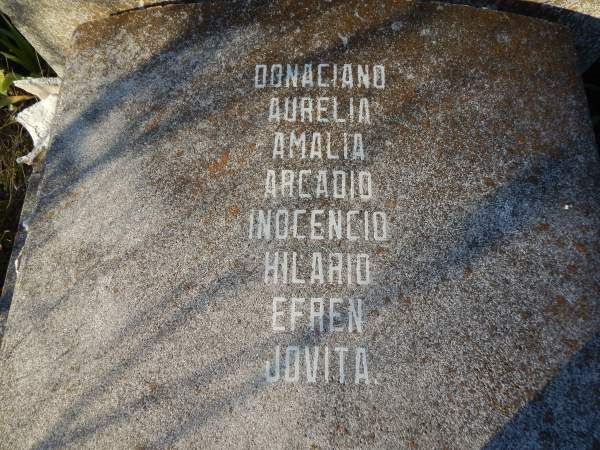 DONACIANO
AURELIA
AMALIA
ARCADIO
INOCENCIO
HILARIO
EFREN
JOVITA.